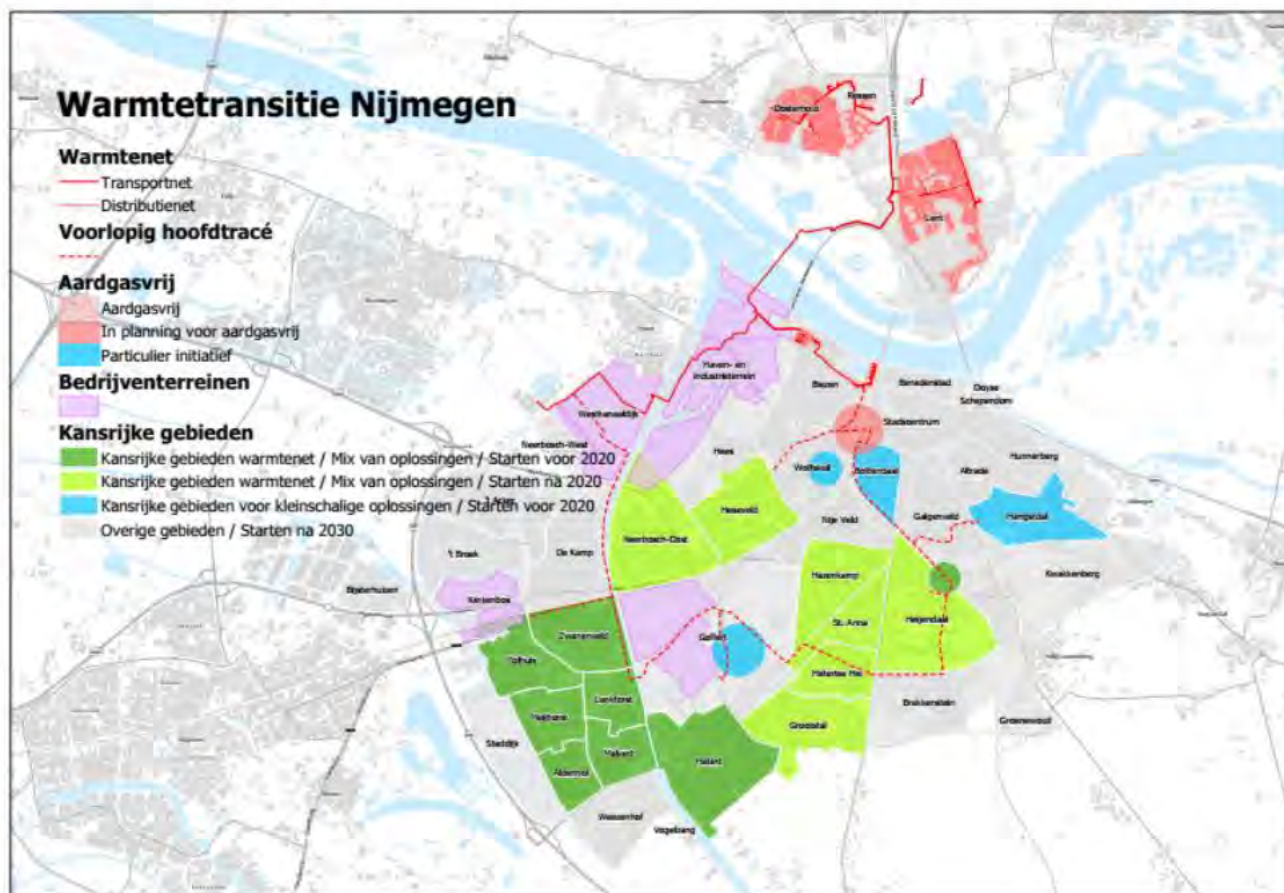 Warmtetransitie Nijmegen
Warmtenet
Transportnet
Distributienet
Voorlopig hoofdtracé
Aardgasvrij
Aardgasvrij
In planning voor aardgasvrij
Particulier initiatief
Bedrijventerreinen
Kansrijke gebieden
Kansrijke gebieden warmtenet / Mix van oplossingen / Starten voor 2020
Kansrijke gebieden warmtenet / Mix van oplossingen / Starten na 2020
Kansrijke gebieden voor kleinschalige oplossingen / Starten voor 2020
Overige gebieden / Starten na 2030
Oosterhout
Ressen
Lent
Haven- en
industrieterrein
Biezen
Benedenstad
Ooyse
Schependom
Westkanaaldijk
Stadscentrum
Neerbosch-West
Hees
Wolfskuil
Bottendaal
Altrade
Hunnerberg
Heseveld
Hengstdal
Nije Veld
Galgenveld
Neerbosch-Oost
't Broek
De Kamp
Hazenkamp
Kwakkenberg
Bijsterhuizen
Kerkenbos
St. Anna
Heijendaal
Zwanenveld
Goffert
Tolhuis
Hatertse Hei
Lankforst
Brakkenstein
Meijhorst
Grootstal
Groenewoud
Staddijk
Malvert
Hatert
Aldenhof
Weezenhof
Vogelzang